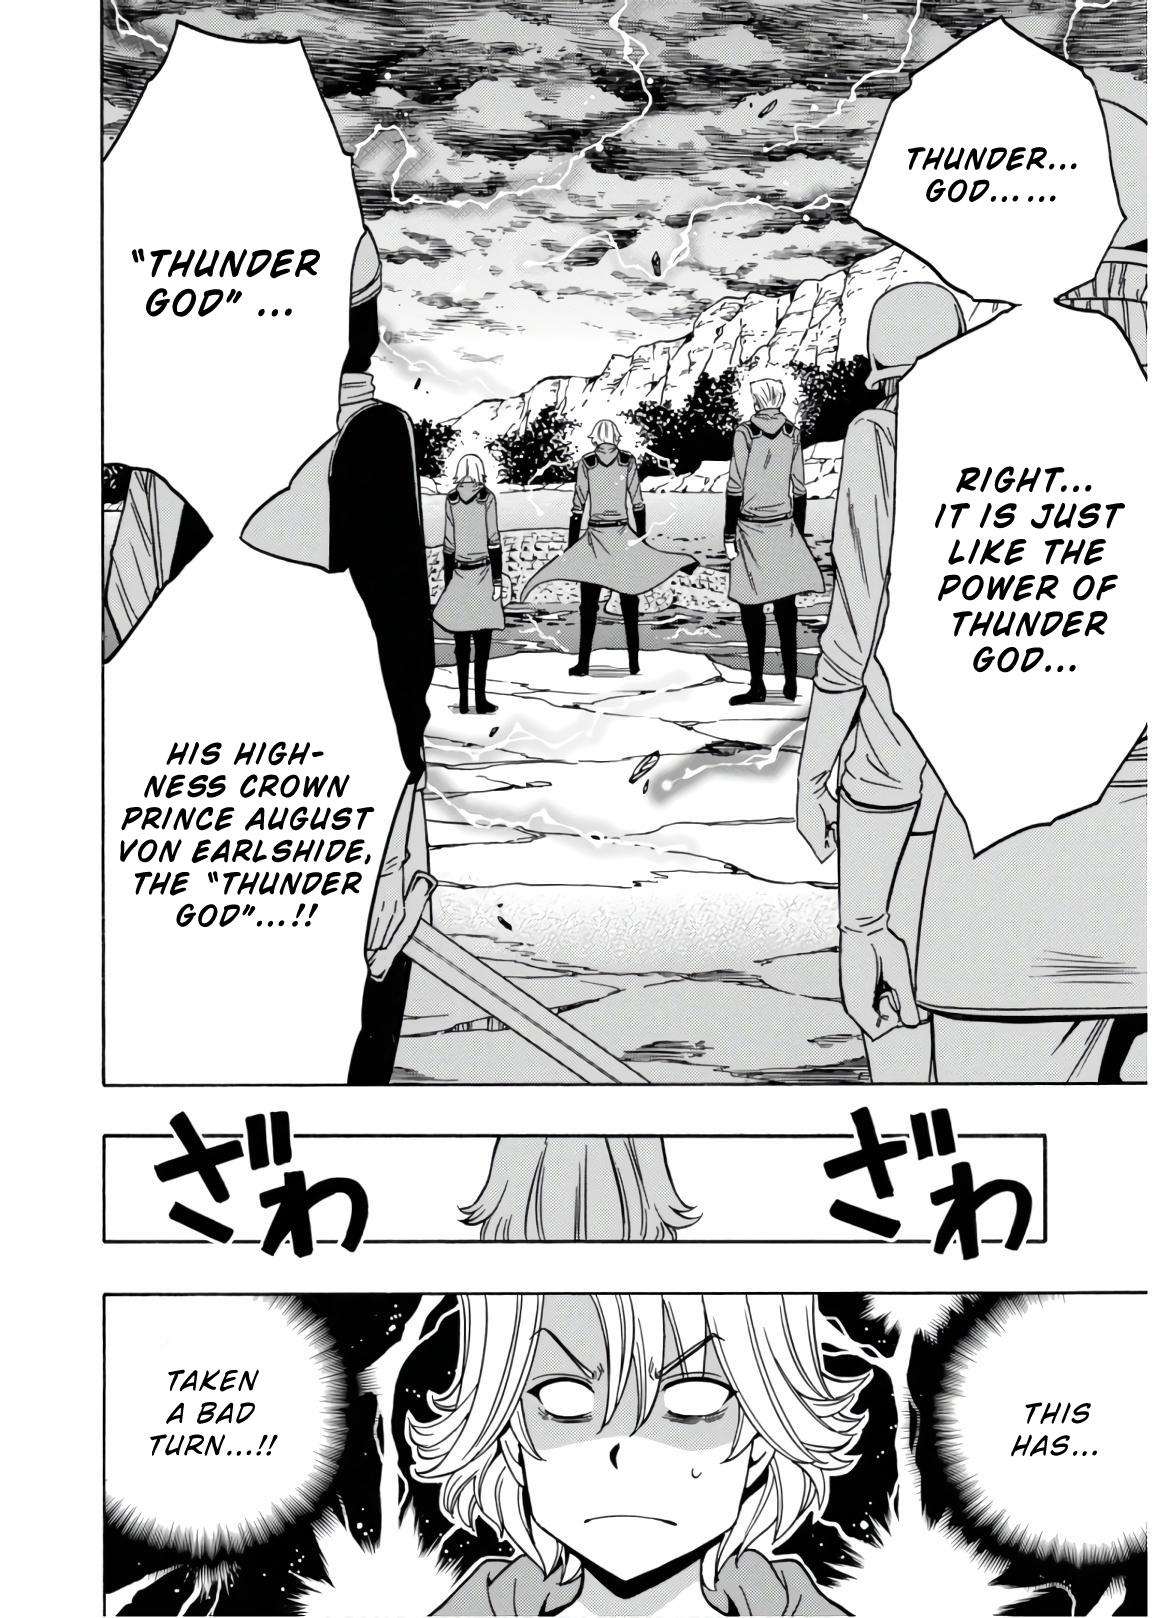 THUNDER...
GOD......
RIGHT...
IT IS JUST
LIKE THE
POWER OF
THUNDER
GOD...
"THUNDER
GOD" ...
HIS HIGH-
NESS CROWN
PRINCE AUGUST
VON EARLSHIDE,
THE "THUNDER
GOD"...!!
ざわ
ざわ
THIS
HAS...
TAKEN
A BAD
TURN...!!